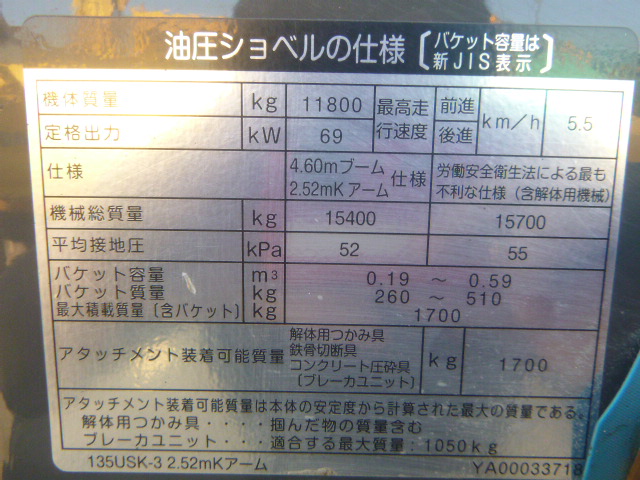 油圧ショベルの仕様〔バケット容量は新JIS表示〕
機体質量 kg 11800 最高走行速度 前進 後進 km/h 5.5
定格出力 kW 69
仕様 4.60mブーム 2.52mKアーム 仕様 労働安全衛生法による最も不利な仕様(含解体用機械)
機械総質量 kg 15400 15700
平均接地圧 kPa 52 55
バケット容量 m³ 0.19 ~ 0.59
バケット質量 kg 260 ~ 510
最大積載質量〔含バケット〕 kg 1700
アタッチメント装着可能質量 解体用つかみ具 鉄骨切断具 コンクリート圧砕具 (ブレーカユニット) kg 1700
アタッチメント装着可能質量は本体の安定度から計算された最大の質量である。
解体用つかみ具・・・掴んだ物の質量含む
ブレーカユニット・・・適合する最大質量:1050kg
135USK-3 2.52mKアーム YA00033718